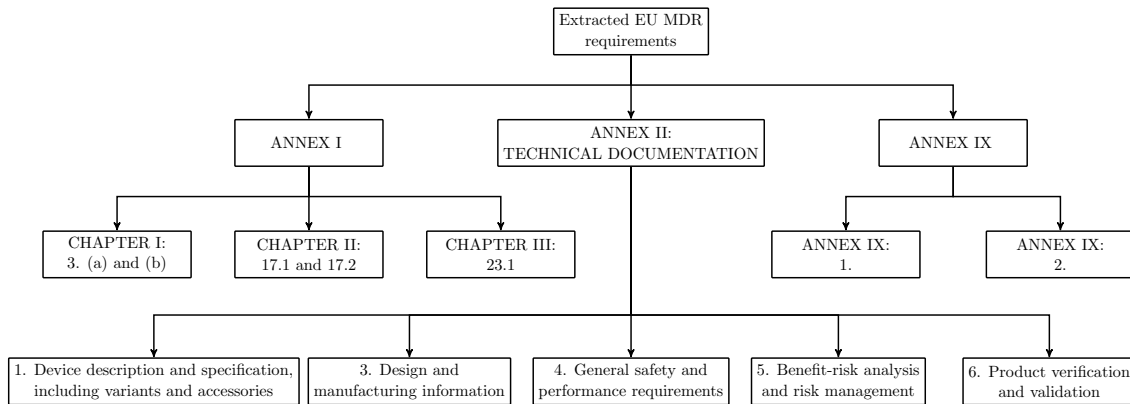 Extracted EU MDR
requirements
ANNEX I
ANNEX II:
TECHNICAL DOCUMENTATION
ANNEX IX
CHAPTER I:
3. (a) and (b)
CHAPTER II:
17.1 and 17.2
CHAPTER III:
23.1
ANNEX IX:
1.
ANNEX IX:
2.
1. Device description and specification,
including variants and accessories
3. Design and
manufacturing information
4. General safety and
performance requirements
5. Benefit-risk analysis
and risk management
6. Product verification
and validation